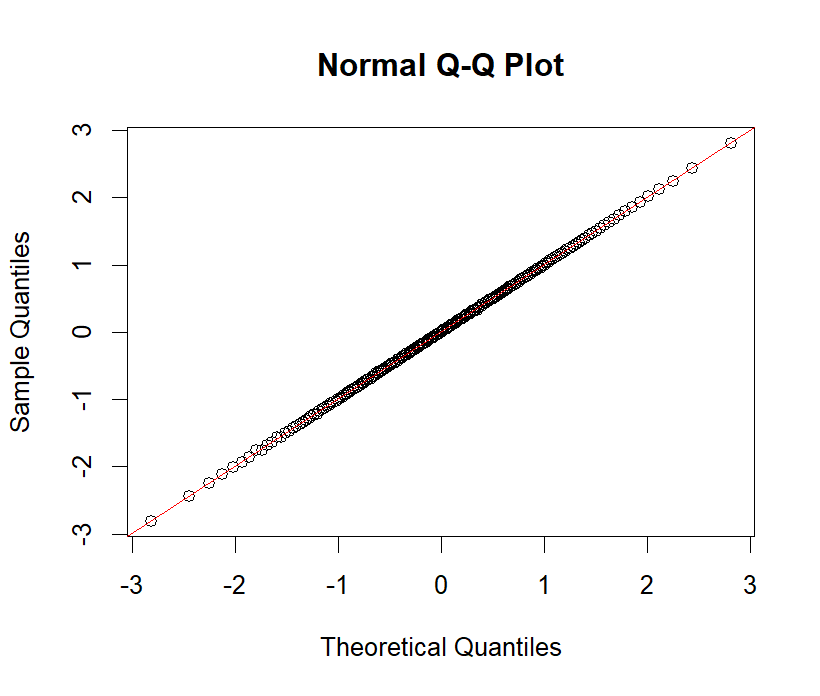 Normal Q-Q Plot
3
2
1
0
-1
-2
-3
Sample Quantiles
-3 -2 -1 0 1 2 3
Theoretical Quantiles